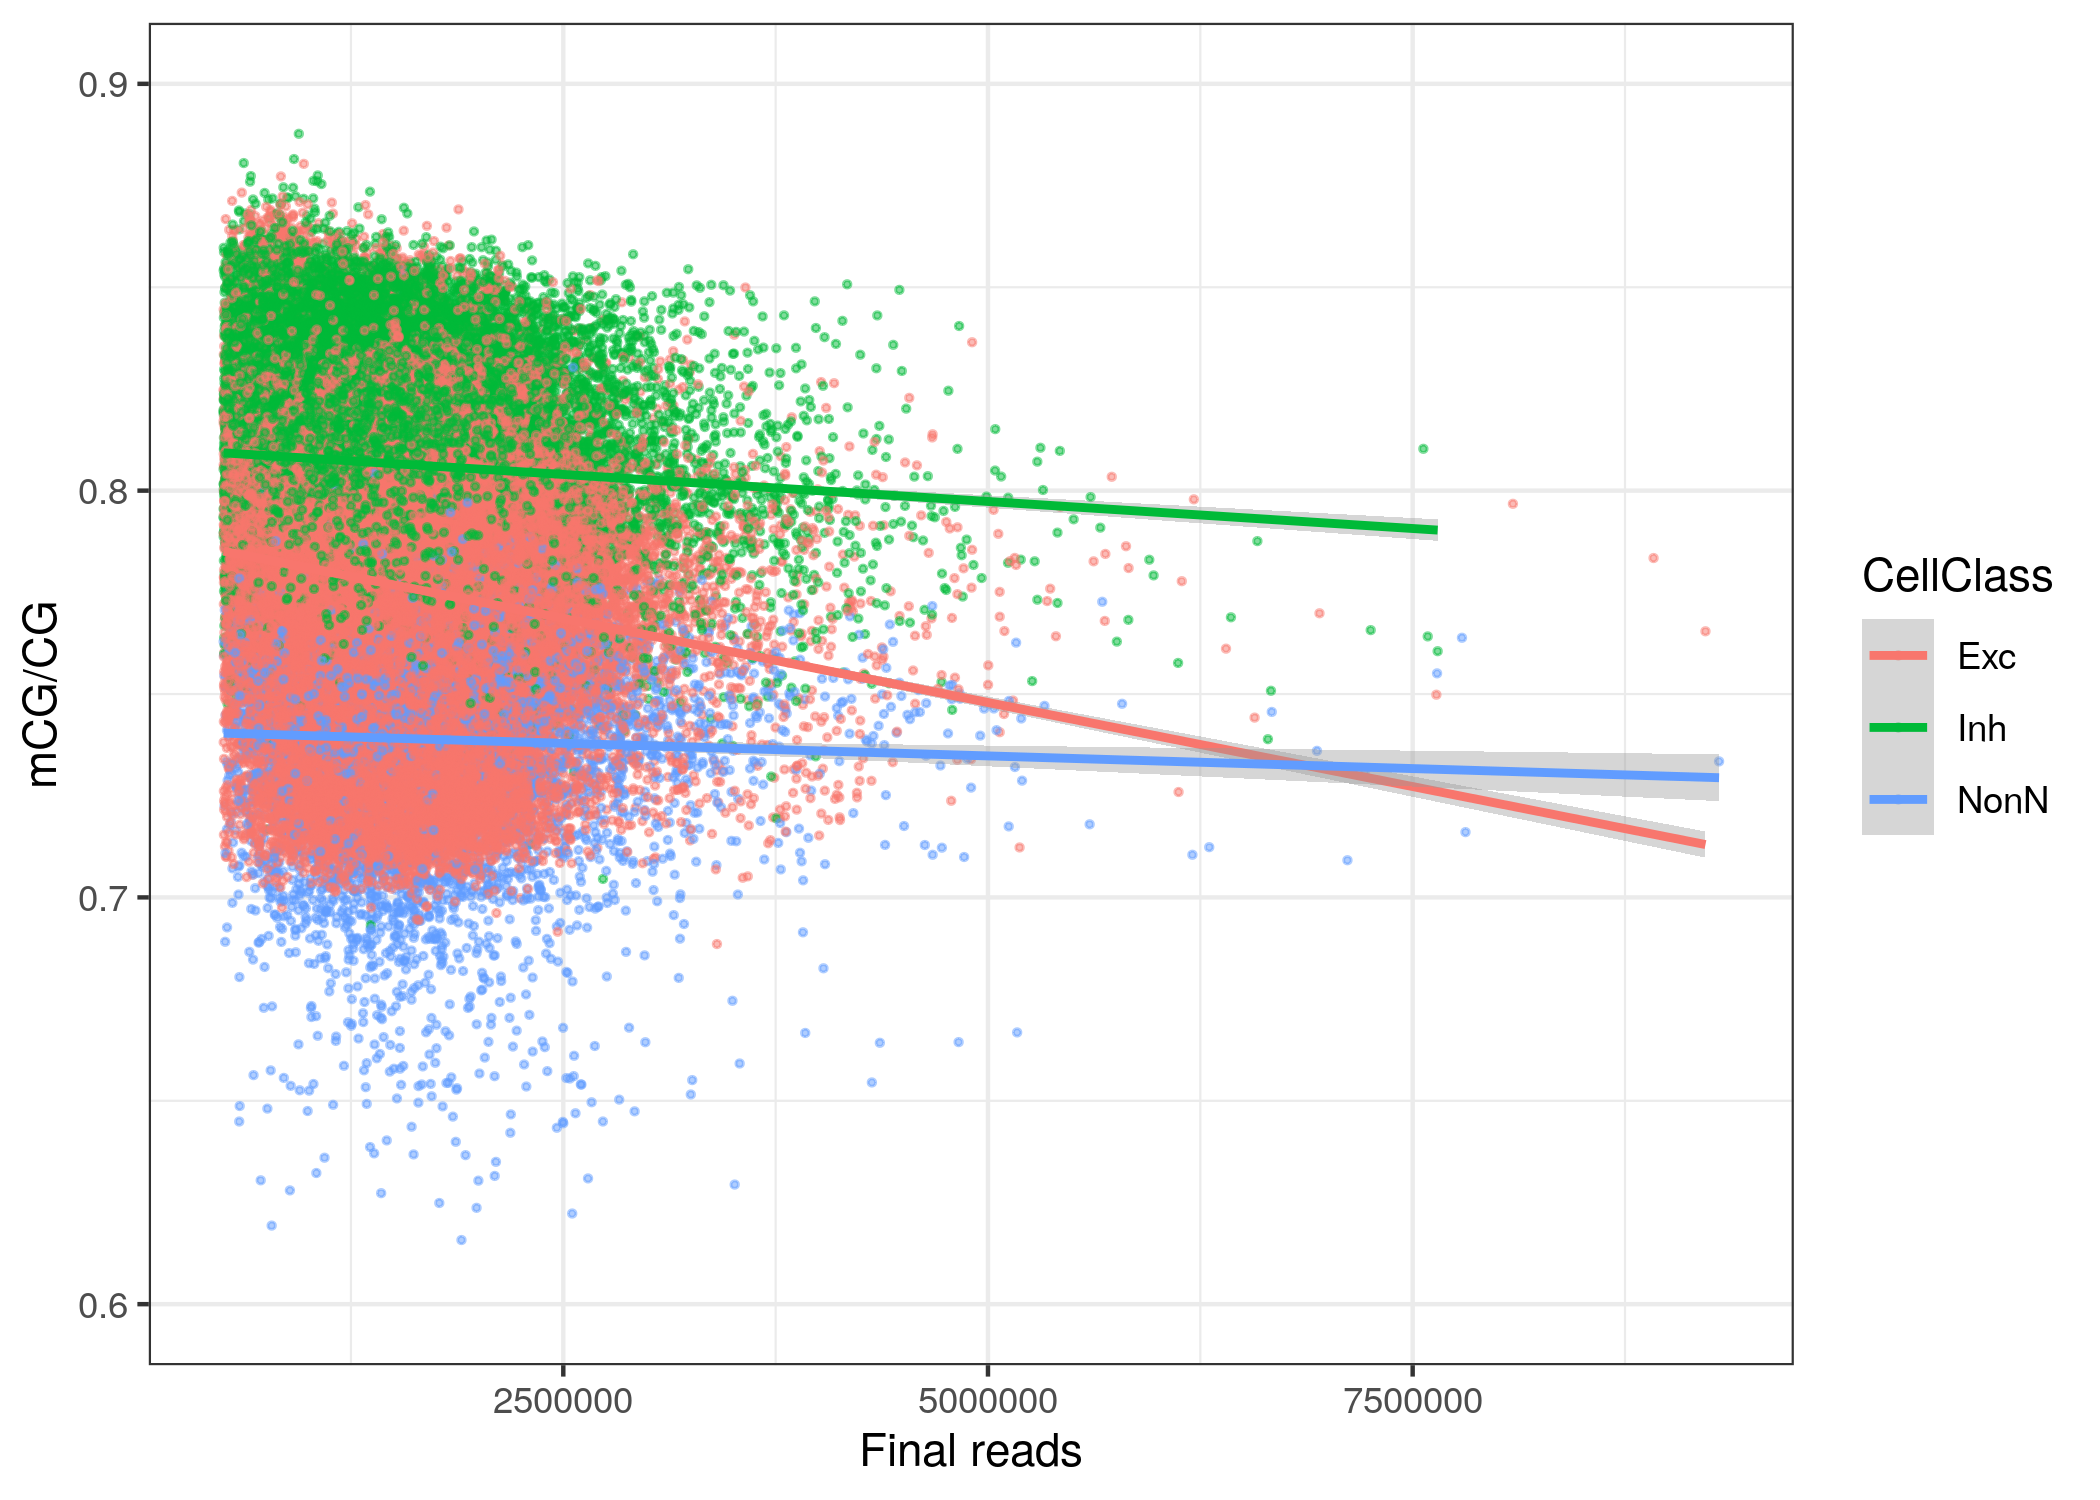 0.9
0.8
0.7
0.6
mCG/CG
2500000
5000000
7500000
Final reads
CellClass
Exc
Inh
NonN